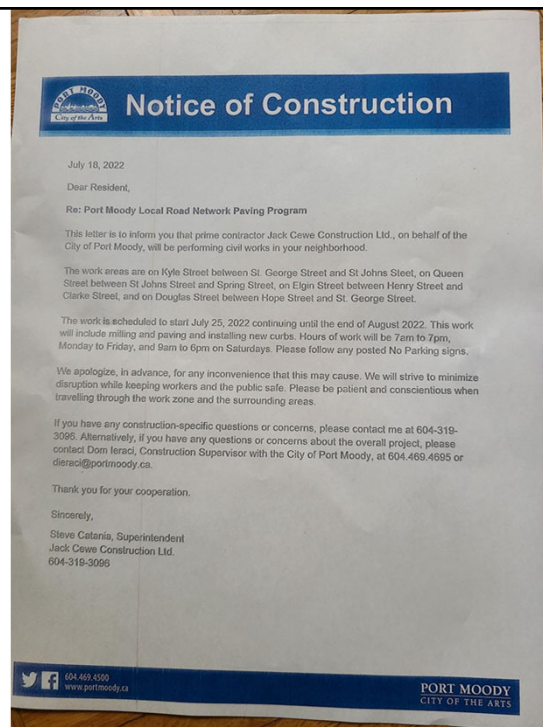 PORT MOODY
City of the Arts
Notice of Construction
July 18, 2022
Dear Resident,
Re: Port Moody Local Road Network Paving Program
This letter is to inform you that prime contractor Jack Cewe Construction Ltd., on behalf of the
City of Port Moody, will be performing civil works in your neighborhood.
The work areas are on Kyle Street between St. George Street and St Johns Steet, on Queen
Street between St Johns Street and Spring Street, on Elgin Street between Henry Street and
Clarke Street, and on Douglas Street between Hope Street and St. George Street.
The work is scheduled to start July 25, 2022 continuing until the end of August 2022. This work
will include milling and paving and installing new curbs. Hours of work will be 7am to 7pm,
Monday to Friday, and 9am to 6pm on Saturdays. Please follow any posted No Parking signs.
We apologize, in advance, for any inconvenience that this may cause. We will strive to minimize
disruption while keeping workers and the public safe. Please be patient and conscientious when
travelling through the work zone and the surrounding areas.
If you have any construction-specific questions or concerns, please contact me at 604-319-
3096. Alternatively, if you have any questions or concerns about the overall project, please
contact Dom Ieraci, Construction Supervisor with the City of Port Moody, at 604.469.4695 or
dieraci@portmoody.ca.
Thank you for your cooperation.
Sincerely,
Steve Catania, Superintendent
Jack Cewe Construction Ltd.
604-319-3096
604.469.4500
www.portmoody.ca
PORT MOODY
CITY OF THE ARTS